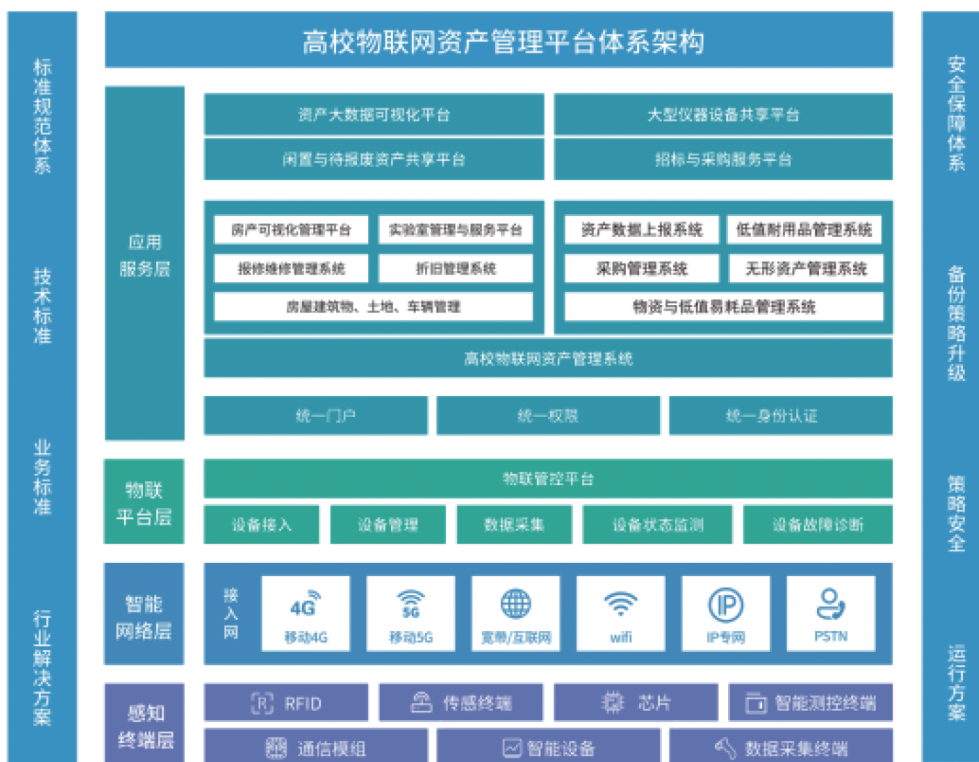 高校物联网资产管理平台体系架构
标准规范体系
技术标准
业务标准
行业解决方案
应用
服务层
资产大数据可视化平台
大型仪器设备共享平台
闲置与待报废资产共享平台
招标与采购服务平台
房产可视化管理平台
实验室管理与服务平台
资产数据上报系统
低值耐用品管理系统
报修维修管理系统
折旧管理系统
采购管理系统
无形资产管理系统
房屋建筑物、土地、车辆管理
物资与低值易耗品管理系统
高校物联网资产管理系统
统一门户
统一权限
统一身份认证
物联
平台层
物联管控平台
设备接入
设备管理
数据采集
设备状态监测
设备故障诊断
智能
网络层
接入网
4G
移动4G
5G
移动5G
宽带/互联网
wifi
IP
IP专网
PSTN
感知
终端层
R
RFID
传感终端
芯片
智能测控终端
通信模组
智能设备
数据采集终端
安全保障体系
备份策略升级
策略安全
运行方案